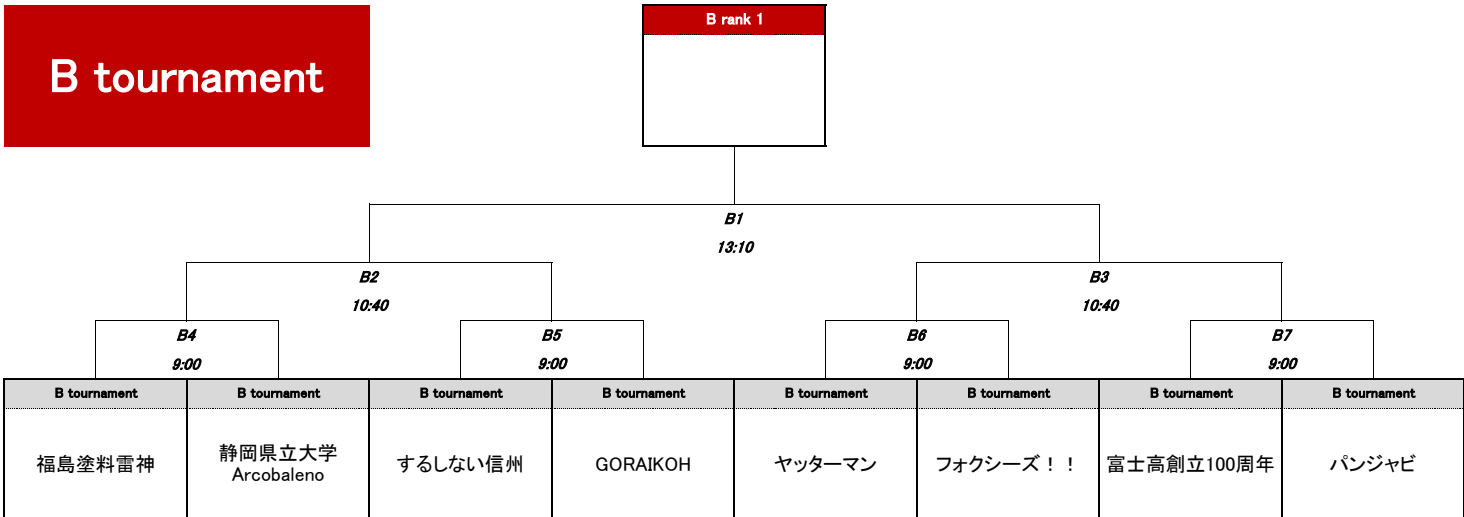 B tournament
B rank 1
B1
13:10
B2
10:40
B3
10:40
B4
9:00
B5
9:00
B6
9:00
B7
9:00
B tournament
B tournament
B tournament
B tournament
B tournament
B tournament
B tournament
B tournament
福島塗料雷神
静岡県立大学
Arcobaleno
するしない信州
GORAIKOH
ヤッターマン
フォクシーズ！！
富士高創立100周年
パンジャビ